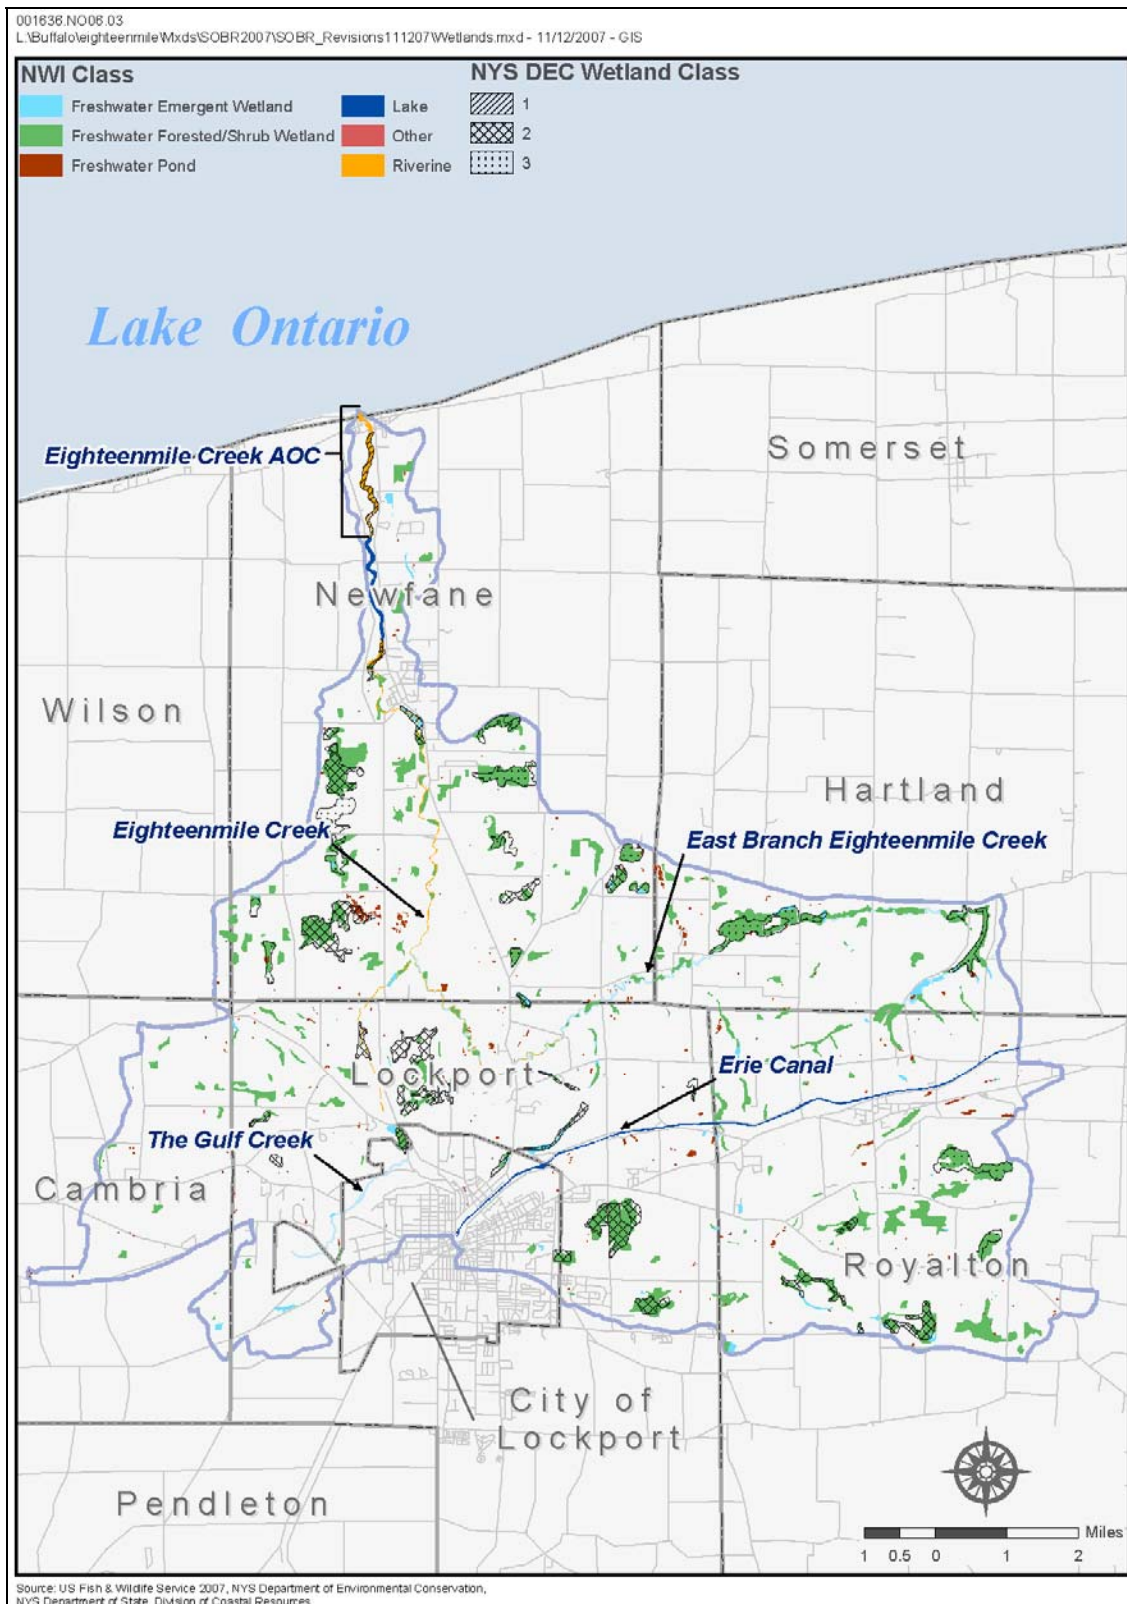 001636.NO06.03
L:\Buffalo\eighteenmile\Mxds\SOBR2007\SOBR_Revisions111207\Wetlands.mxd - 11/12/2007 - GIS
NWI Class
Freshwater Emergent Wetland
Freshwater Forested/Shrub Wetland
Freshwater Pond
Lake
Other
Riverine
NYS DEC Wetland Class
1
2
3
Lake Ontario
Somerset
Eighteenmile Creek AOC
Newfane
Wilson
Hartland
Eighteenmile Creek
East Branch Eighteenmile Creek
Lockport
Erie Canal
The Gulf Creek
Cambria
Royalton
City of
Lockport
Pendleton
Miles
1 0.5 0 1 2
Source: US Fish & Wildlife Service 2007, NYS Department of Environmental Conservation,
NYS Department of State, Division of Coastal Resources